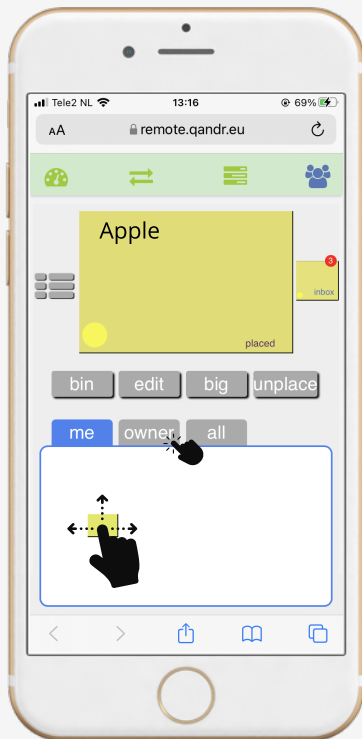 Tele2 NL 13:16 69%
AA remote.qandr.eu
Apple
3
inbox
placed
bin edit big unplace
me owner all